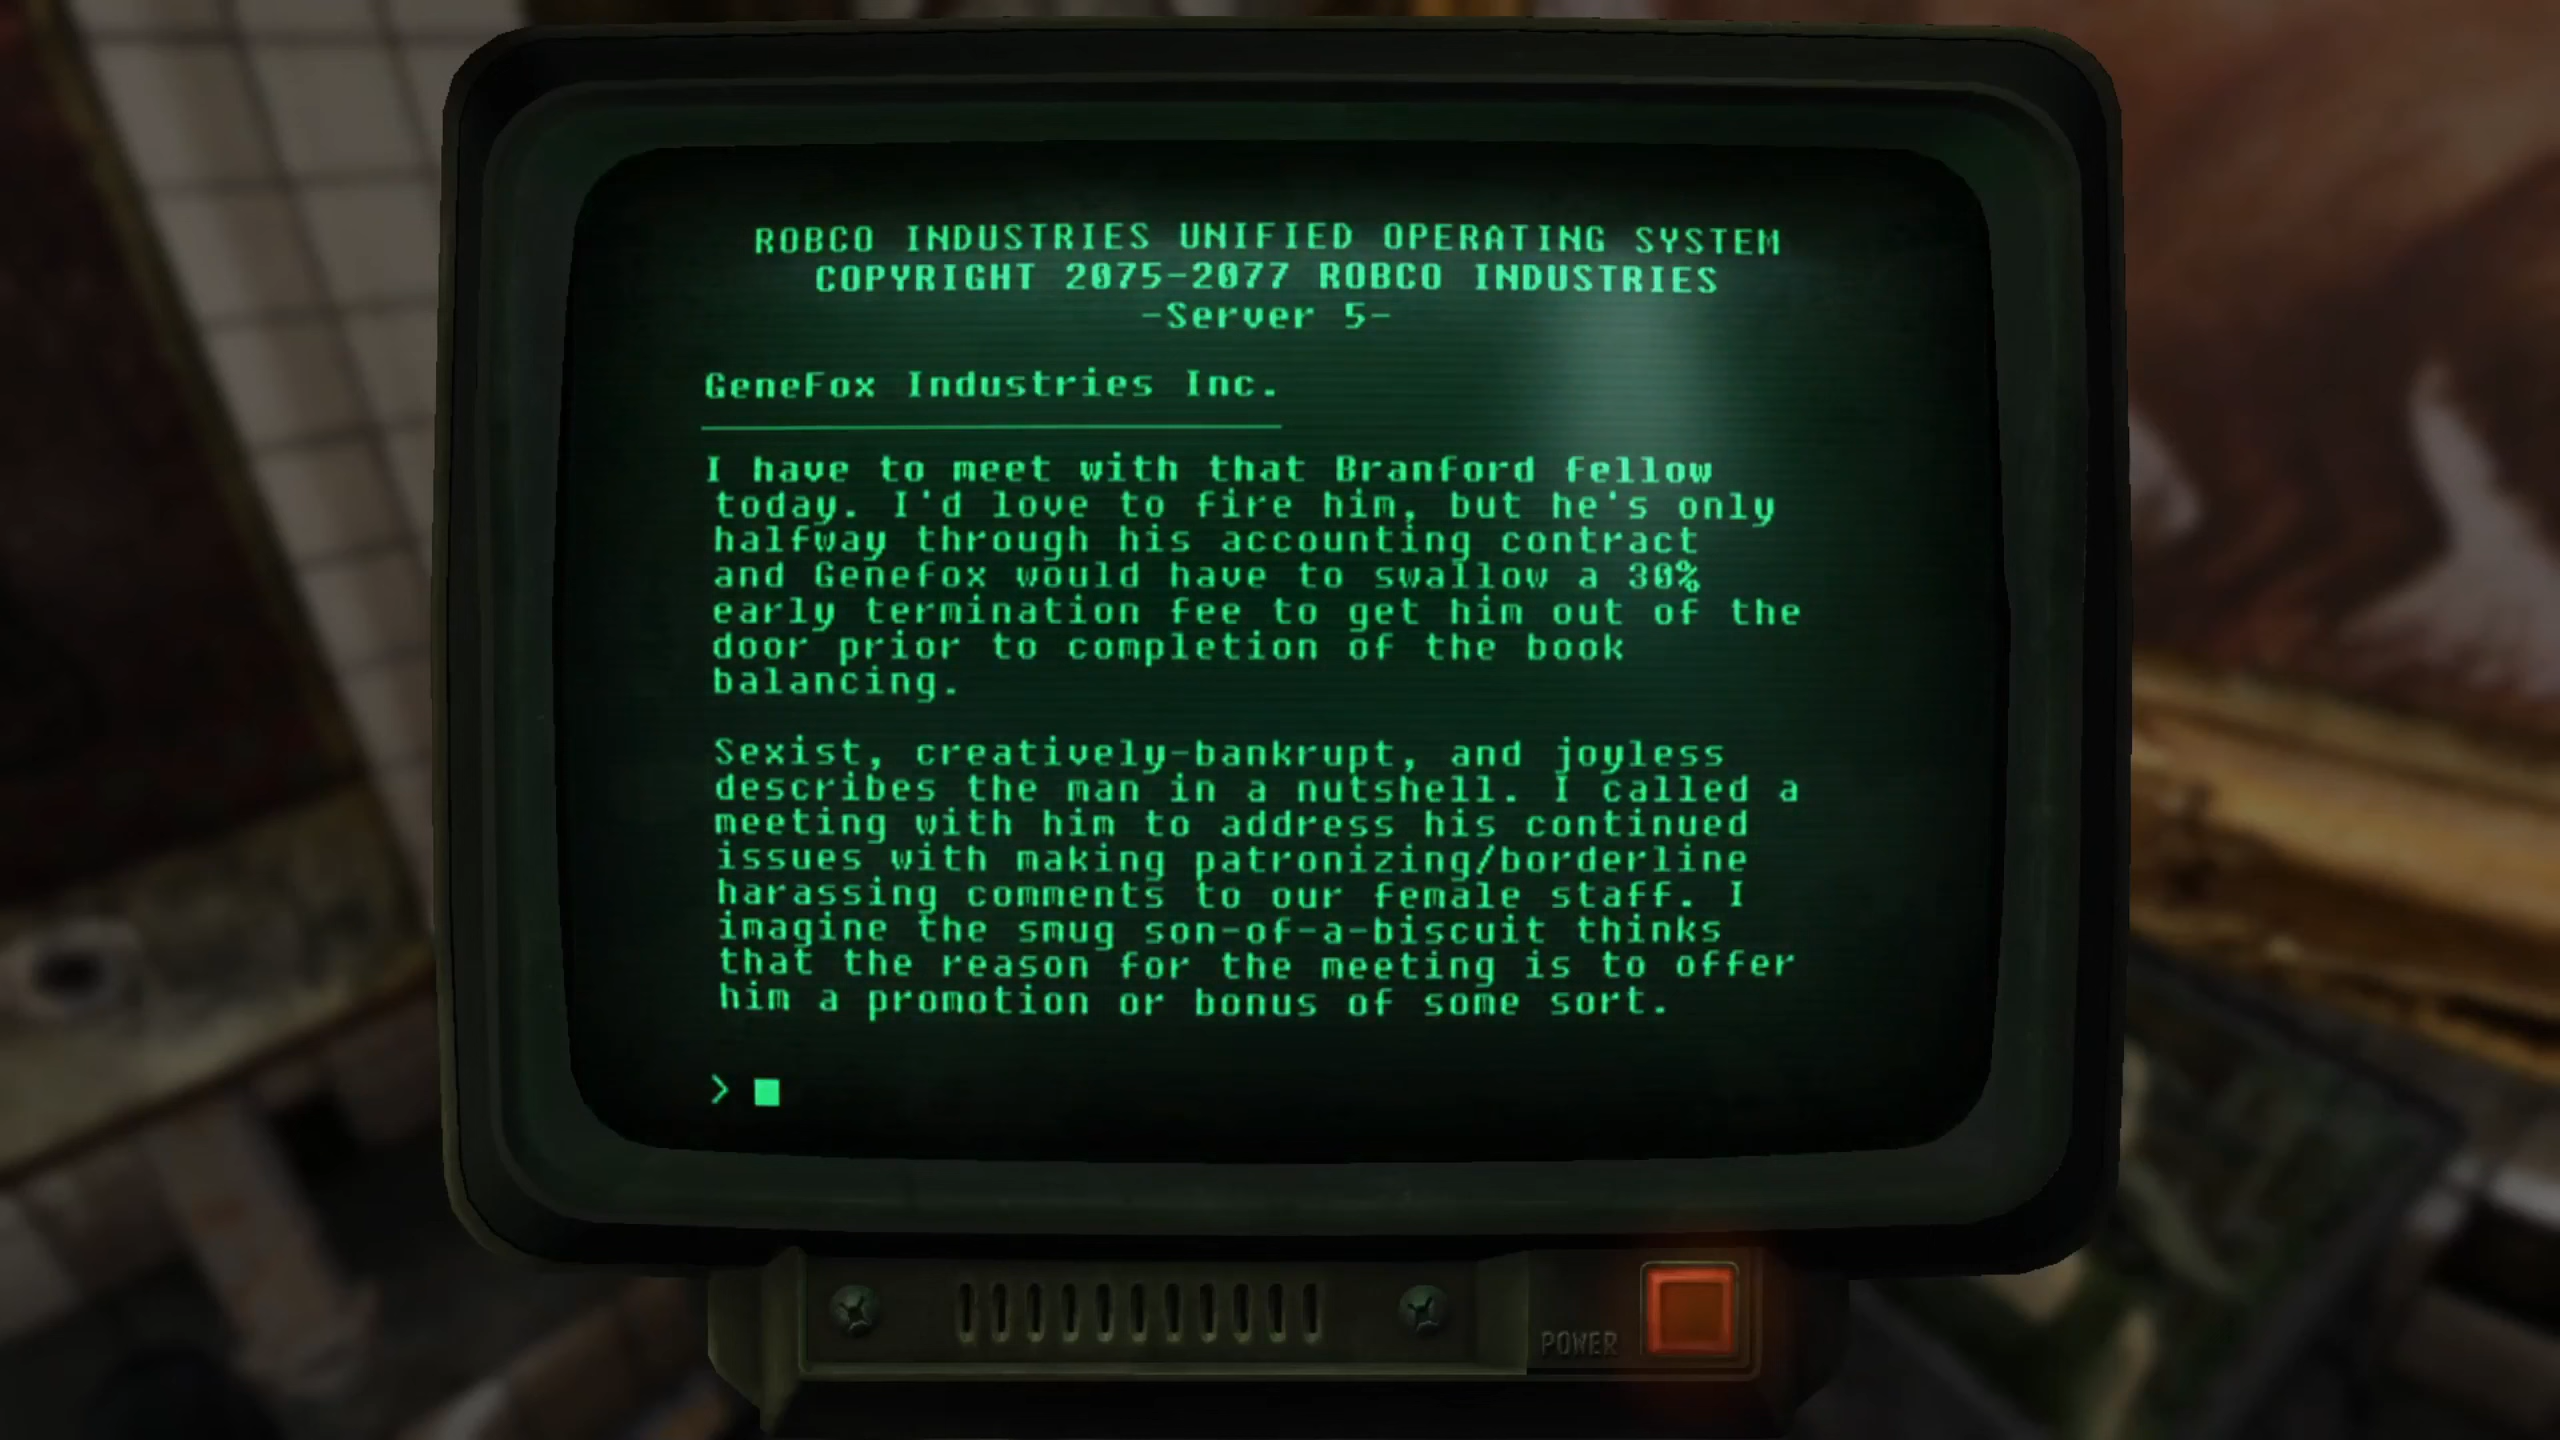 ROBCO INDUSTRIES UNIFIED OPERATING SYSTEM
COPYRIGHT 2075-2077 ROBCO INDUSTRIES
-Server 5-
GeneFox Industries Inc.
I have to meet with that Branford fellow
today. I'd love to fire him, but he's only
halfway through his accounting contract
and Genefox would have to swallow a 30%
early termination fee to get him out of the
door prior to completion of the book
balancing.
Sexist, creatively-bankrupt, and joyless
describes the man in a nutshell. I called a
meeting with him to address his continued
issues with making patronizing/borderline
harassing comments to our female staff. I
imagine the smug son-of-a-biscuit thinks
that the reason for the meeting is to offer
him a promotion or bonus of some sort.
>
POWER